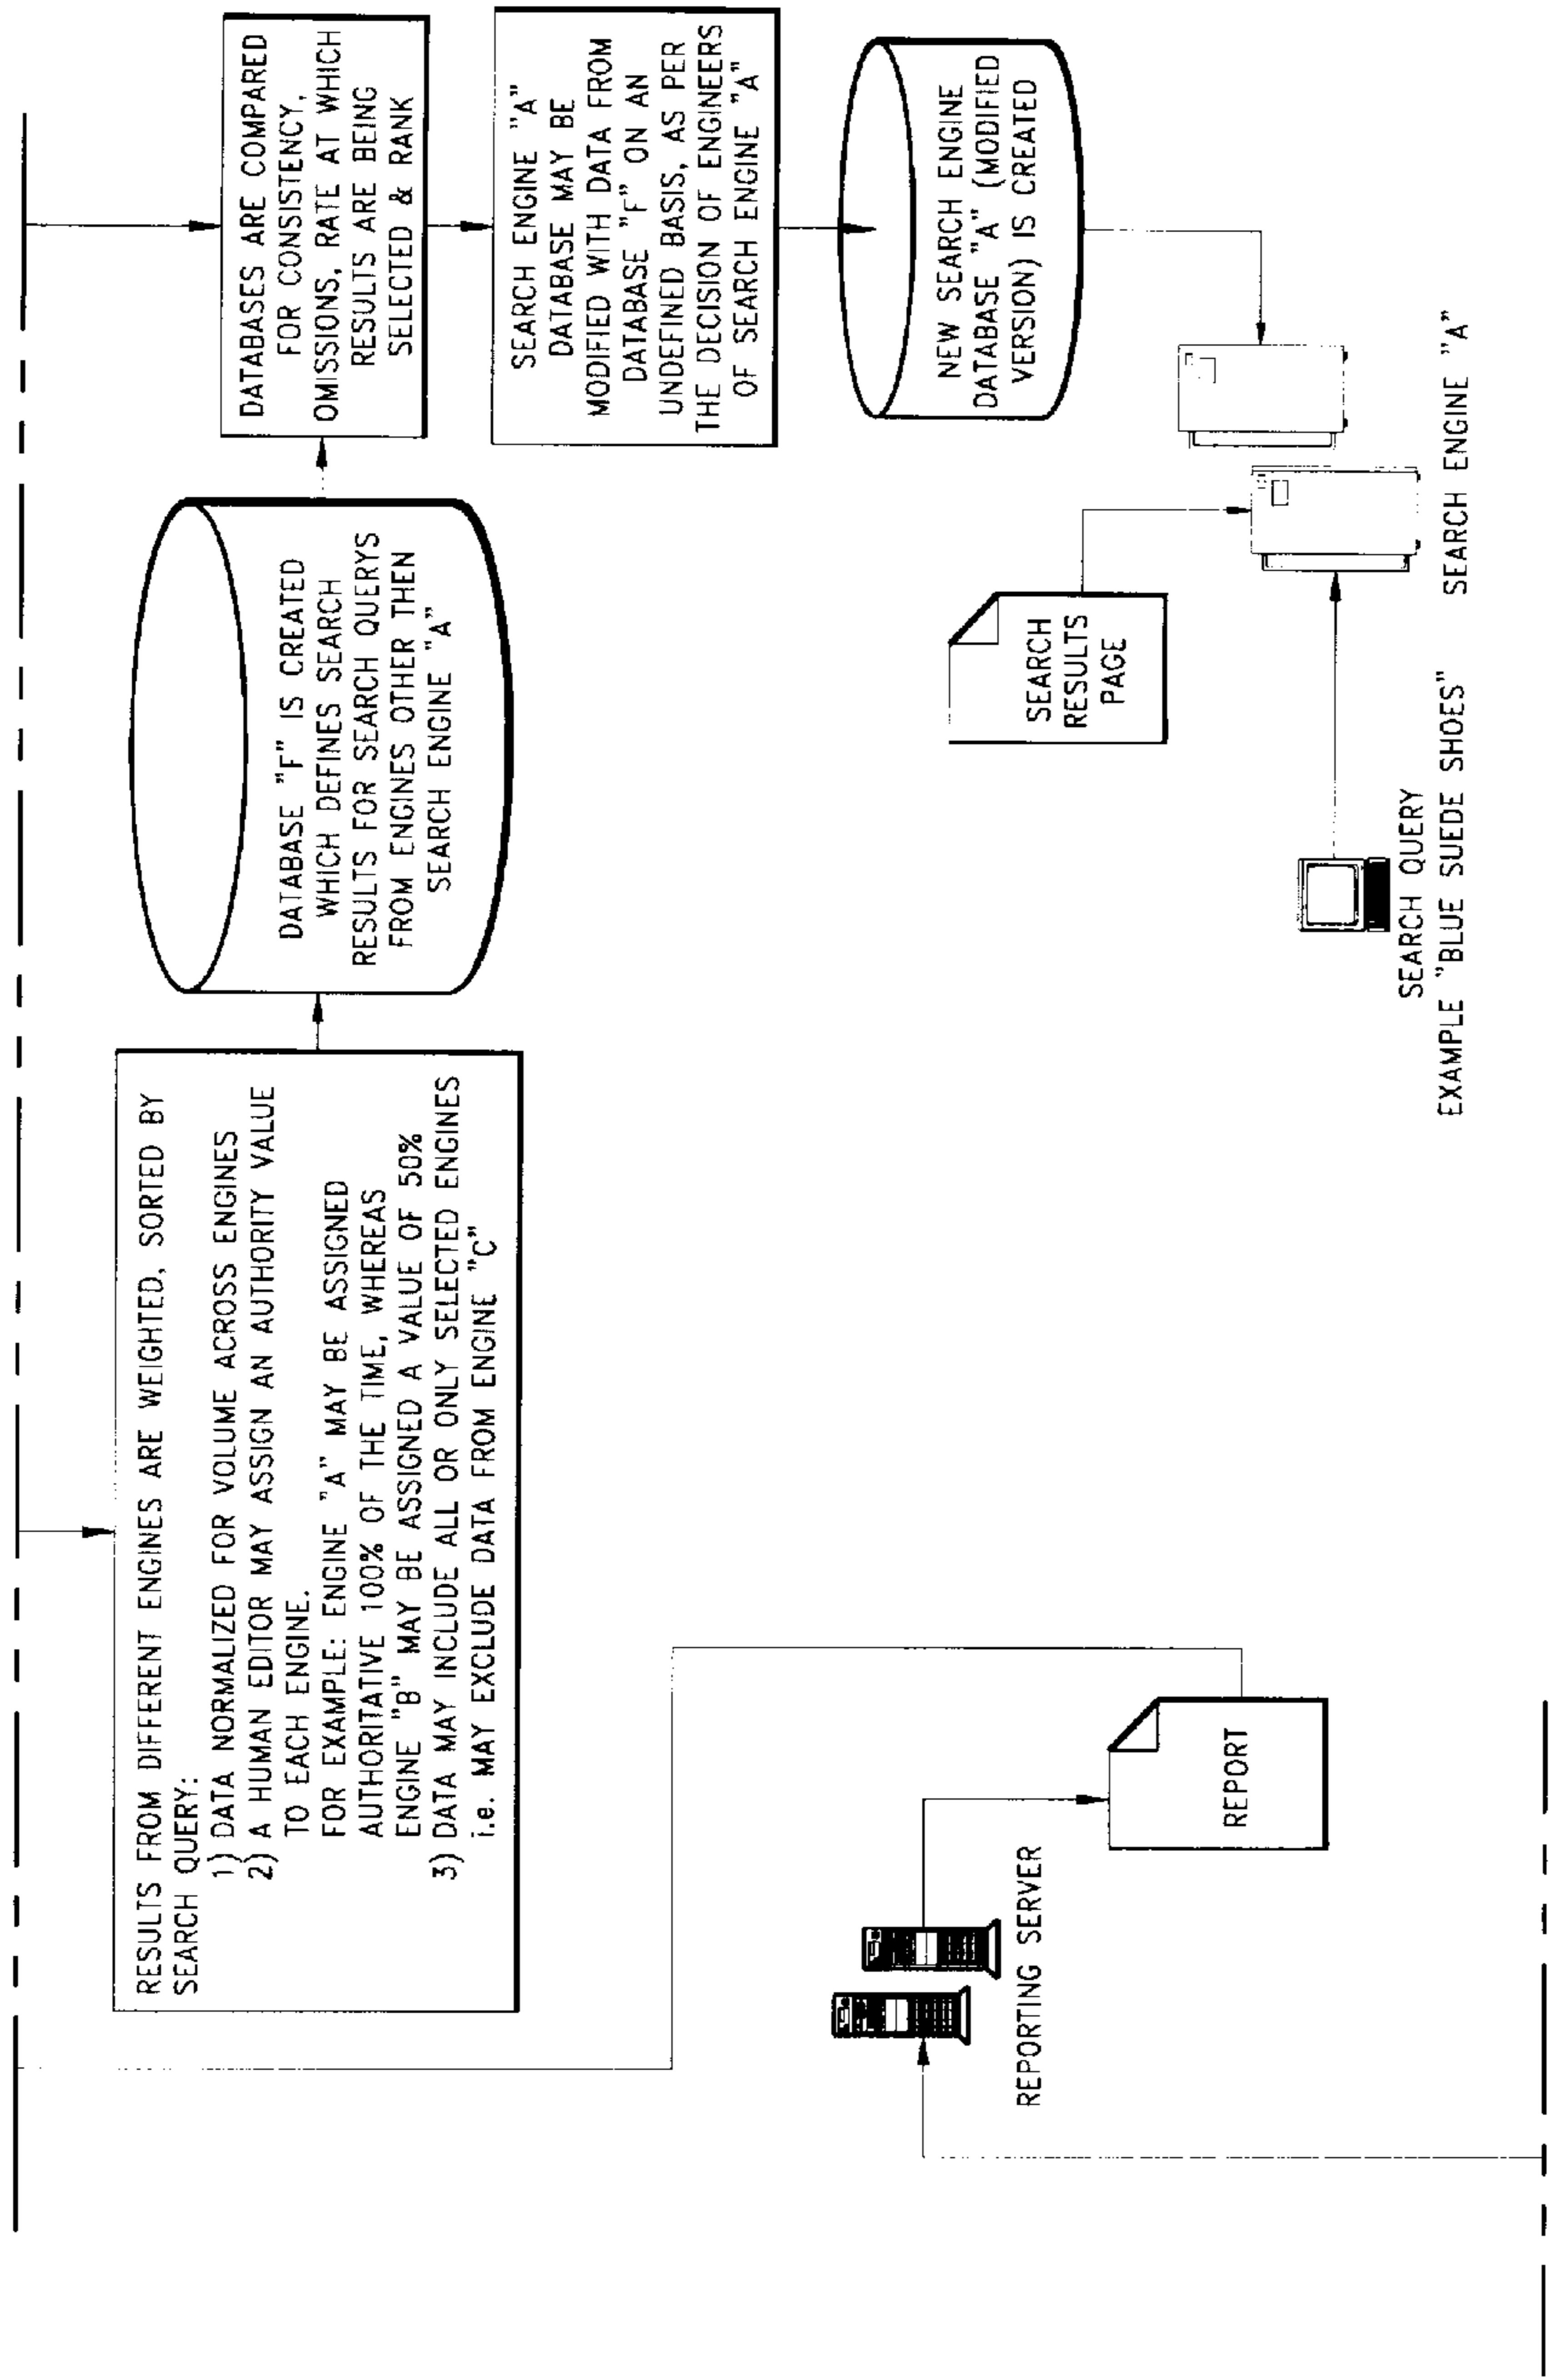 RESULTS FROM DIFFERENT ENGINES ARE WEIGHTED, SORTED BY
SEARCH QUERY:
1) DATA NORMALIZED FOR VOLUME ACROSS ENGINES
2) A HUMAN EDITOR MAY ASSIGN AN AUTHORITY VALUE
TO EACH ENGINE.
FOR EXAMPLE: ENGINE "A" MAY BE ASSIGNED
AUTHORITATIVE 100% OF THE TIME, WHEREAS
ENGINE "B" MAY BE ASSIGNED A VALUE OF 50%
3) DATA MAY INCLUDE ALL OR ONLY SELECTED ENGINES
i.e. MAY EXCLUDE DATA FROM ENGINE "C"
DATABASE "F" IS CREATED
WHICH DEFINES SEARCH
RESULTS FOR SEARCH QUERYS
FROM ENGINES OTHER THEN
SEARCH ENGINE "A"
DATABASES ARE COMPARED
FOR CONSISTENCY,
OMISSIONS, RATE AT WHICH
RESULTS ARE BEING
SELECTED & RANK
SEARCH ENGINE "A"
DATABASE MAY BE
MODIFIED WITH DATA FROM
DATABASE "F" ON AN
UNDEFINED BASIS, AS PER
THE DECISION OF ENGINEERS
OF SEARCH ENGINE "A"
NEW SEARCH ENGINE
DATABASE "A" (MODIFIED
VERSION) IS CREATED
REPORTING SERVER
REPORT
SEARCH
RESULTS
PAGE
SEARCH QUERY
EXAMPLE "BLUE SUEDE SHOES"
SEARCH ENGINE "A"